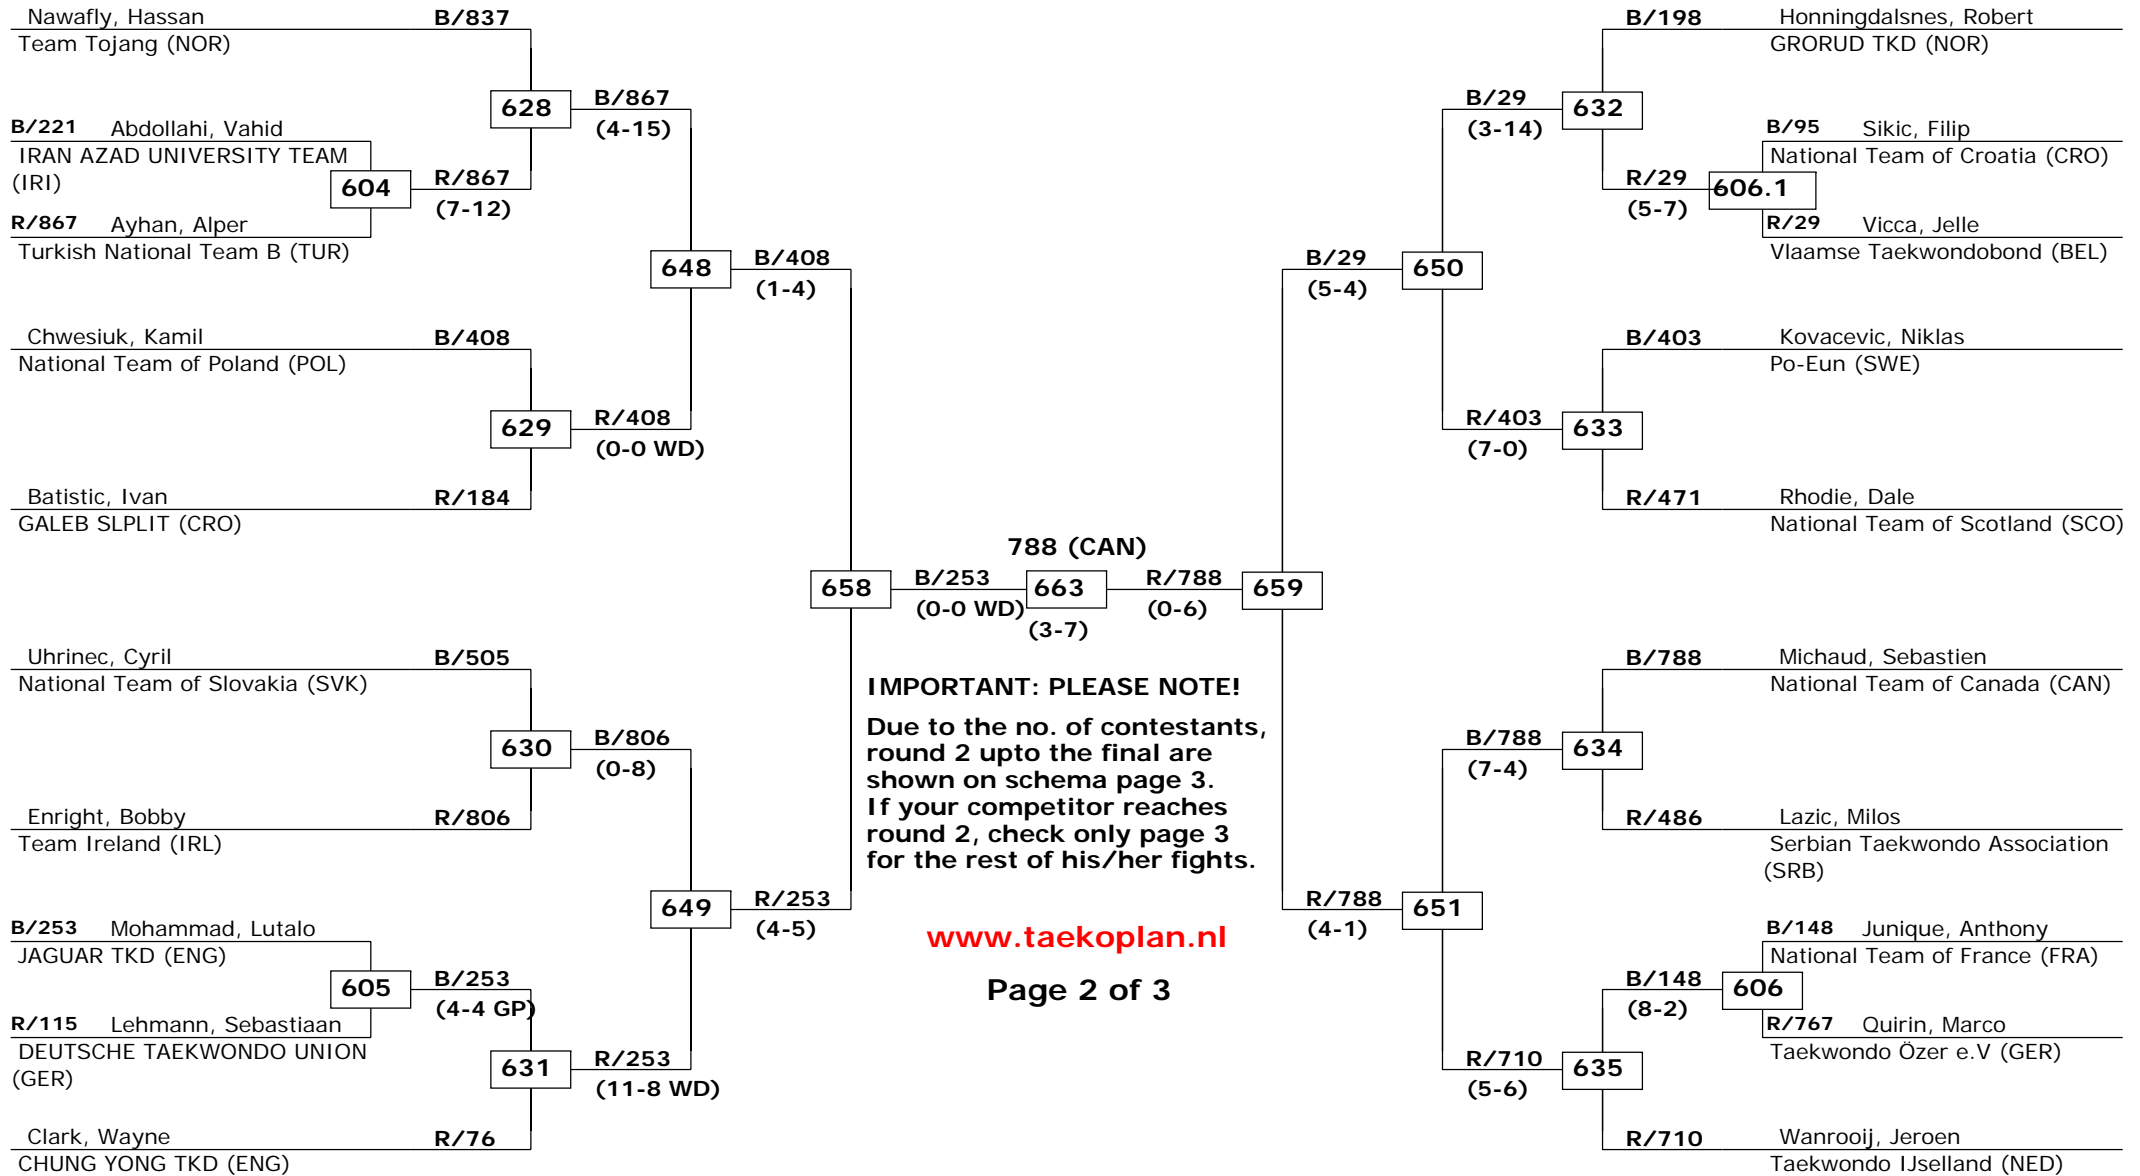 Nawafly, Hassan
B/837
Team Tojang (NOR)
628
B/867
(4-15)
B/221
Abdollahi, Vahid
IRAN AZAD UNIVERSITY TEAM
(IRI)
604
R/867
(7-12)
R/867
Ayhan, Alper
Turkish National Team B (TUR)
648
B/408
(1-4)
Chwesiuk, Kamil
B/408
National Team of Poland (POL)
629
R/408
(0-0 WD)
Batistic, Ivan
R/184
GALEB SLPLIT (CRO)
658
B/253
(0-0 WD)
Uhrinec, Cyril
B/505
National Team of Slovakia (SVK)
630
B/806
(0-8)
Enright, Bobby
R/806
Team Ireland (IRL)
649
R/253
(4-5)
B/253
Mohammad, Lutalo
JAGUAR TKD (ENG)
605
B/253
(4-4 GP)
R/115
Lehmann, Sebastiaan
DEUTSCHE TAEKWONDO UNION
(GER)
631
R/253
(11-8 WD)
Clark, Wayne
R/76
CHUNG YONG TKD (ENG)
788 (CAN)
663
(3-7)
IMPORTANT: PLEASE NOTE!
Due to the no. of contestants,
round 2 upto the final are
shown on schema page 3.
If your competitor reaches
round 2, check only page 3
for the rest of his/her fights.
www.taekoplan.nl
Page 2 of 3
R/788
(0-6)
659
B/198
Honningdalsnes, Robert
GRORUD TKD (NOR)
B/29
(3-14)
632
B/95
Sikic, Filip
National Team of Croatia (CRO)
R/29
(5-7)
606.1
R/29
Vicca, Jelle
Vlaamse Taekwondobond (BEL)
B/29
(5-4)
650
B/403
Kovacevic, Niklas
Po-Eun (SWE)
R/403
(7-0)
633
R/471
Rhodie, Dale
National Team of Scotland (SCO)
B/788
Michaud, Sebastien
National Team of Canada (CAN)
B/788
(7-4)
634
R/486
Lazic, Milos
Serbian Taekwondo Association
(SRB)
R/788
(4-1)
651
B/148
Junique, Anthony
National Team of France (FRA)
B/148
(8-2)
606
R/767
Quirin, Marco
Taekwondo Özer e.V (GER)
R/710
(5-6)
635
R/710
Wanrooij, Jeroen
Taekwondo IJselland (NED)